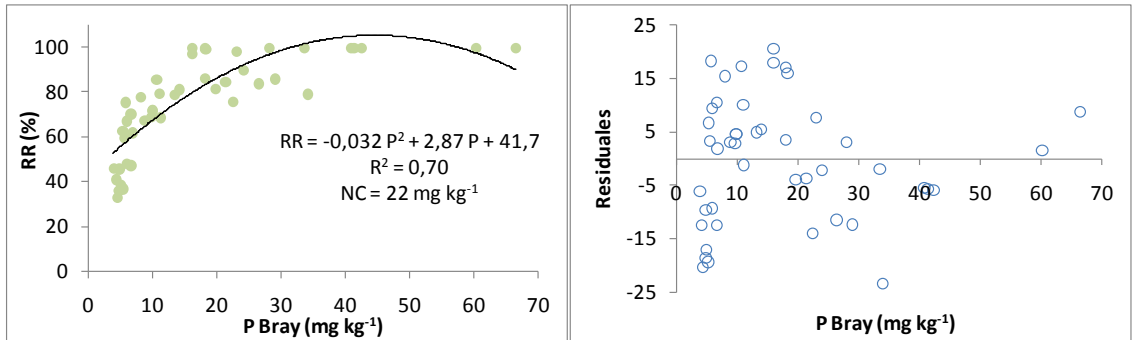 RR (%)
100
80
60
40
20
0
RR = -0,032 P² + 2,87 P + 41,7
R² = 0,70
NC = 22 mg kg⁻¹
0 10 20 30 40 50 60 70
P Bray (mg kg⁻¹)
Residuales
25
15
5
-5
-15
-25
0 10 20 30 40 50 60 70
P Bray (mg kg⁻¹)